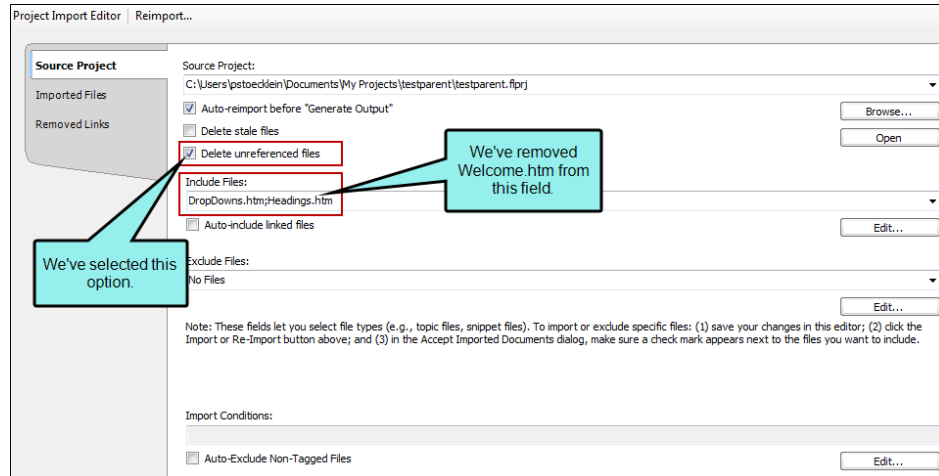 Project Import Editor Reimport...
Source Project
Imported Files
Removed Links
Source Project:
C:\Users\pstoecklein\Documents\My Projects\testparent\testparent.flprj
Auto-reimport before "Generate Output"
Browse...
Delete stale files
Open
Delete unreferenced files
We've removed
Welcome.htm from
this field.
Include Files:
DropDowns.htm;Headings.htm
Auto-include linked files
Edit...
We've selected this
option.
Exclude Files:
No Files
Edit...
Note: These fields let you select file types (e.g., topic files, snippet files). To import or exclude specific files: (1) save your changes in this editor; (2) click the
Import or Re-Import button above; and (3) in the Accept Imported Documents dialog, make sure a check mark appears next to the files you want to include.
Import Conditions:
Auto-Exclude Non-Tagged Files
Edit...